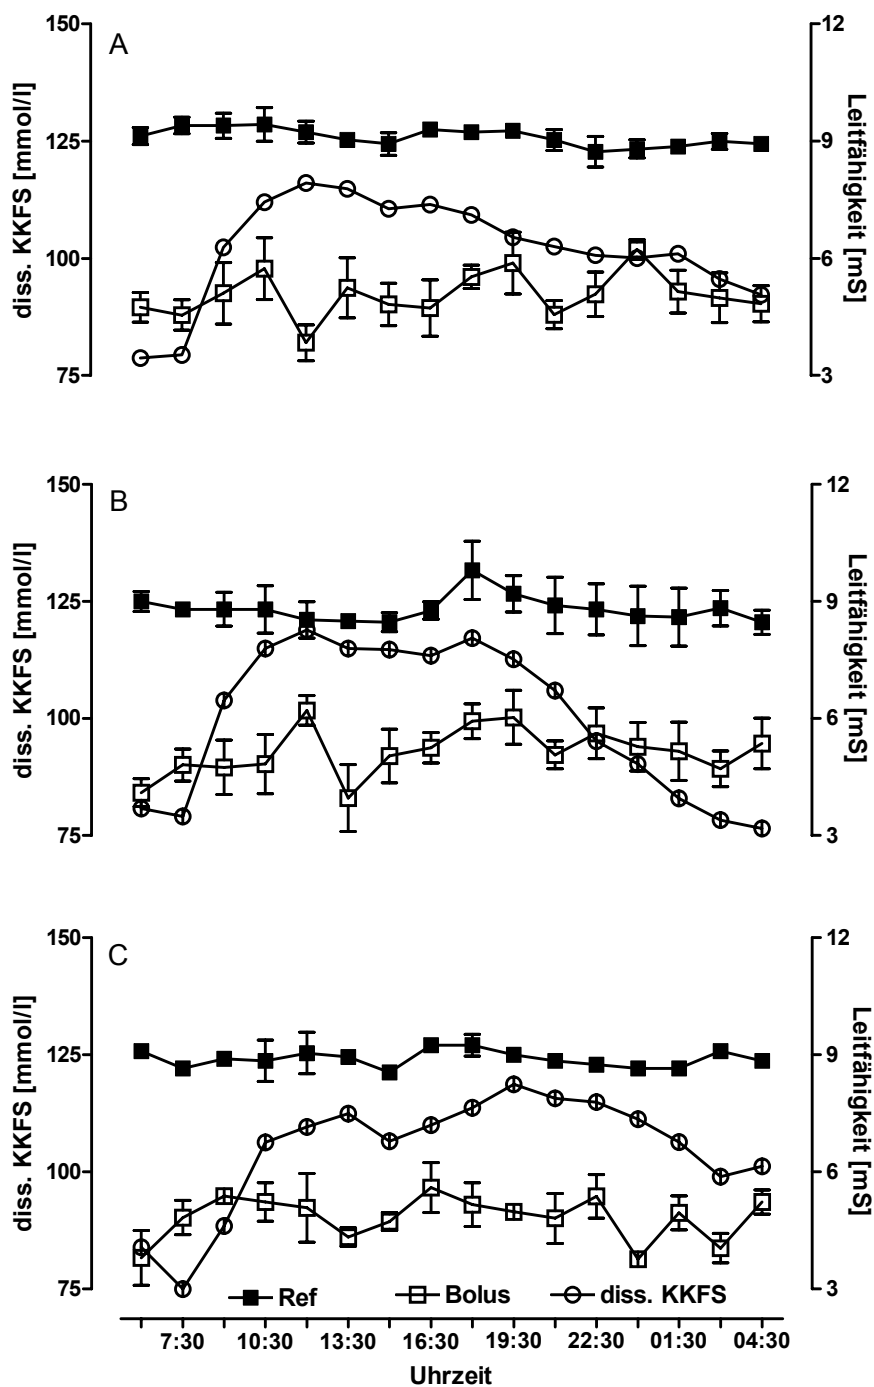 A
150
125
100
75
diss. KKFS [mmol/l]
12
9
6
3
Leitfähigkeit [mS]
B
150
125
100
75
diss. KKFS [mmol/l]
12
9
6
3
Leitfähigkeit [mS]
C
150
125
100
75
diss. KKFS [mmol/l]
12
9
6
3
Leitfähigkeit [mS]
Ref Bolus diss. KKFS
7:30 10:30 13:30 16:30 19:30 22:30 01:30 04:30
Uhrzeit